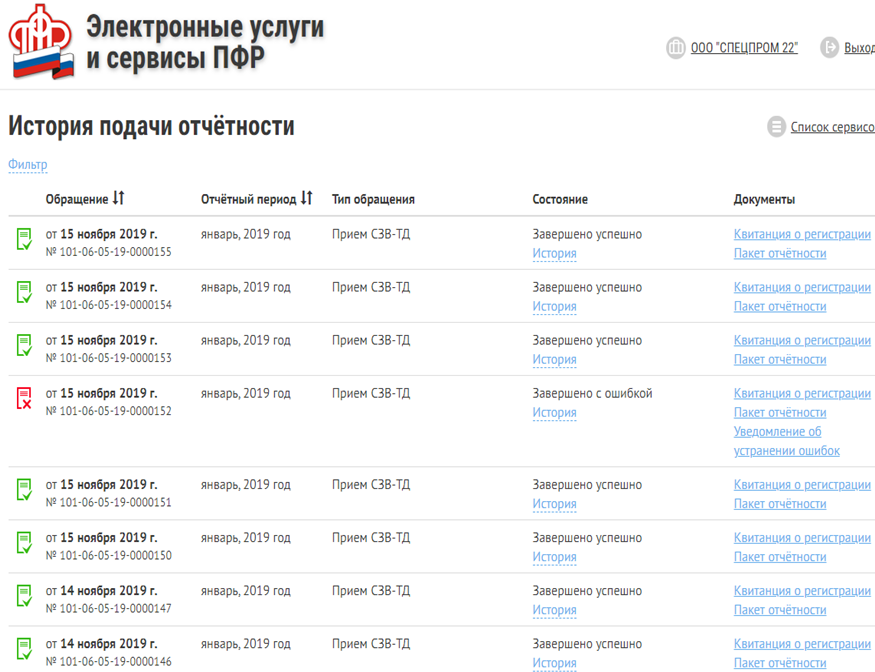 Электронные услуги
и сервисы ПФР
ООО "СПЕЦПРОМ 22"
Выход
История подачи отчётности
Список сервисо
Фильтр
Обращение Отчётный период Тип обращения Состояние Документы
от 15 ноября 2019 г. январь, 2019 год Прием СЗВ-ТД Завершено успешно Квитанция о регистрации
№ 101-06-05-19-0000155 История Пакет отчётности
от 15 ноября 2019 г. январь, 2019 год Прием СЗВ-ТД Завершено успешно Квитанция о регистрации
№ 101-06-05-19-0000154 История Пакет отчётности
от 15 ноября 2019 г. январь, 2019 год Прием СЗВ-ТД Завершено успешно Квитанция о регистрации
№ 101-06-05-19-0000153 История Пакет отчётности
от 15 ноября 2019 г. январь, 2019 год Прием СЗВ-ТД Завершено с ошибкой Квитанция о регистрации
№ 101-06-05-19-0000152 История Пакет отчётности
Уведомление об
устранении ошибок
от 15 ноября 2019 г. январь, 2019 год Прием СЗВ-ТД Завершено успешно Квитанция о регистрации
№ 101-06-05-19-0000151 История Пакет отчётности
от 15 ноября 2019 г. январь, 2019 год Прием СЗВ-ТД Завершено успешно Квитанция о регистрации
№ 101-06-05-19-0000150 История Пакет отчётности
от 14 ноября 2019 г. январь, 2019 год Прием СЗВ-ТД Завершено успешно Квитанция о регистрации
№ 101-06-05-19-0000147 История Пакет отчётности
от 14 ноября 2019 г. январь, 2019 год Прием СЗВ-ТД Завершено успешно Квитанция о регистрации
№ 101-06-05-19-0000146 История Пакет отчётности